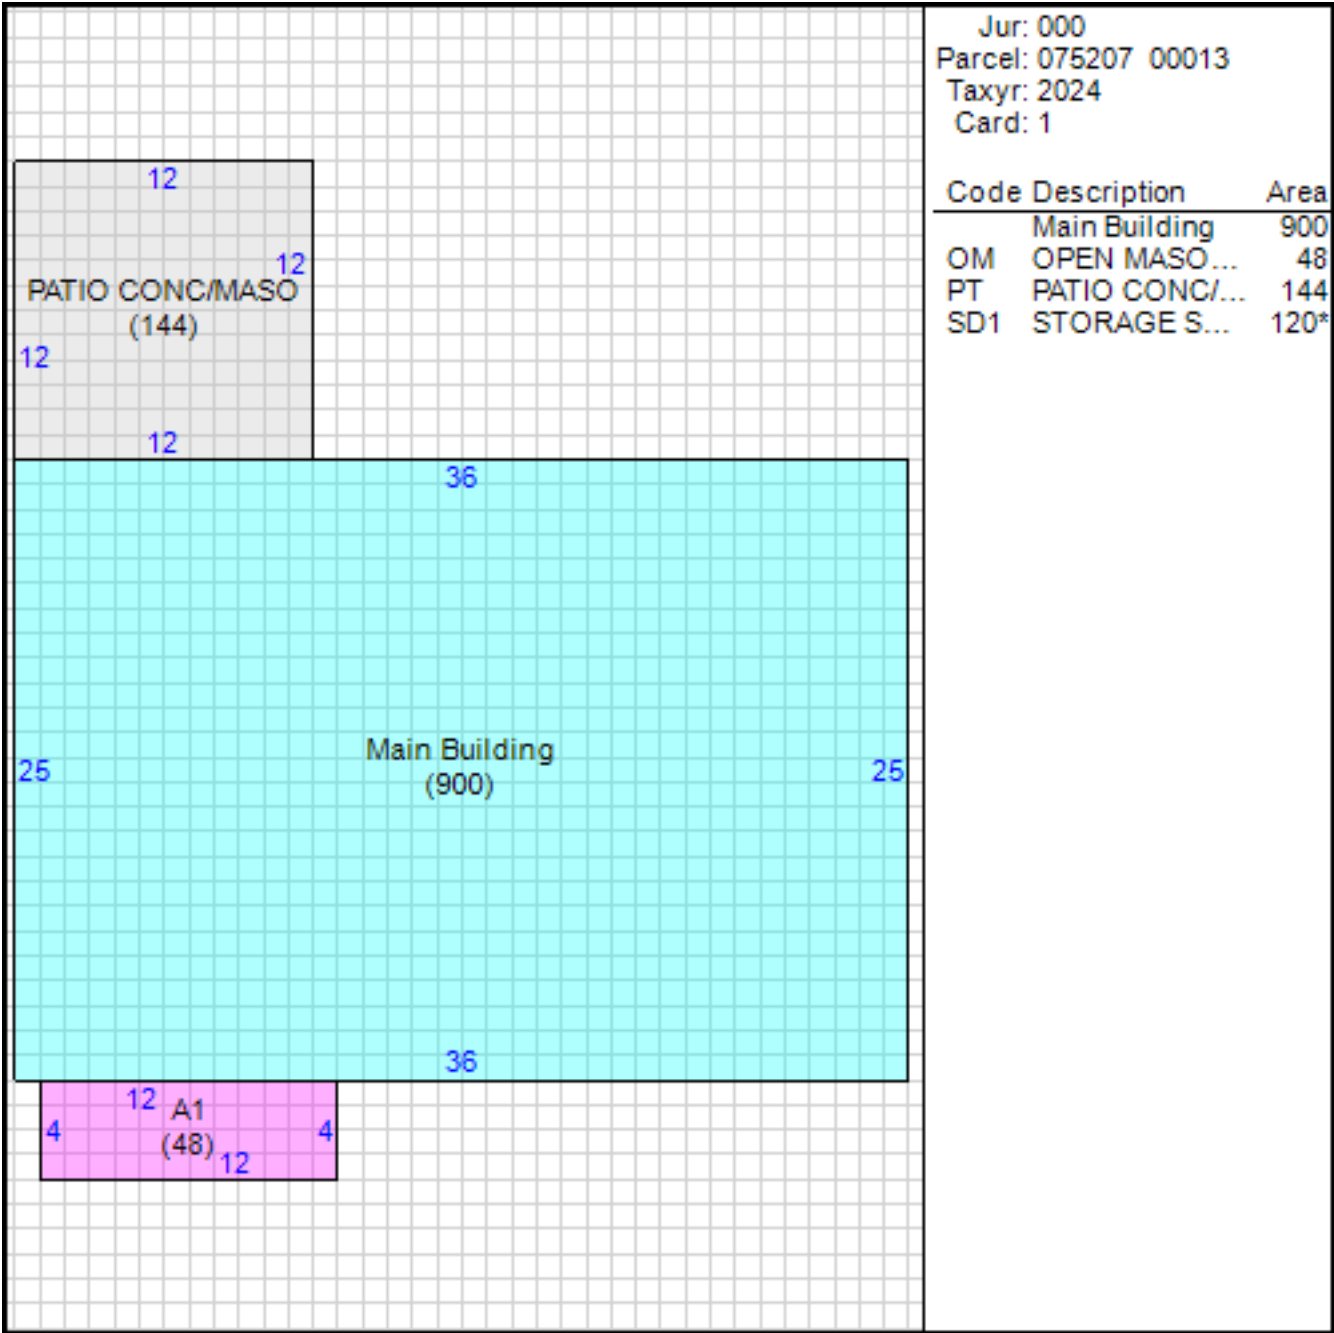 Jur: 000
Parcel: 075207 00013
Taxyr: 2024
Card: 1
Code Description Area
Main Building 900
OM OPEN MASO... 48
PT PATIO CONC/... 144
SD1 STORAGE S... 120*
12
12
PATIO CONC/MASO
(144)
12
12
36
Main Building
25
25
(900)
36
12
A1
4
4
(48)
12